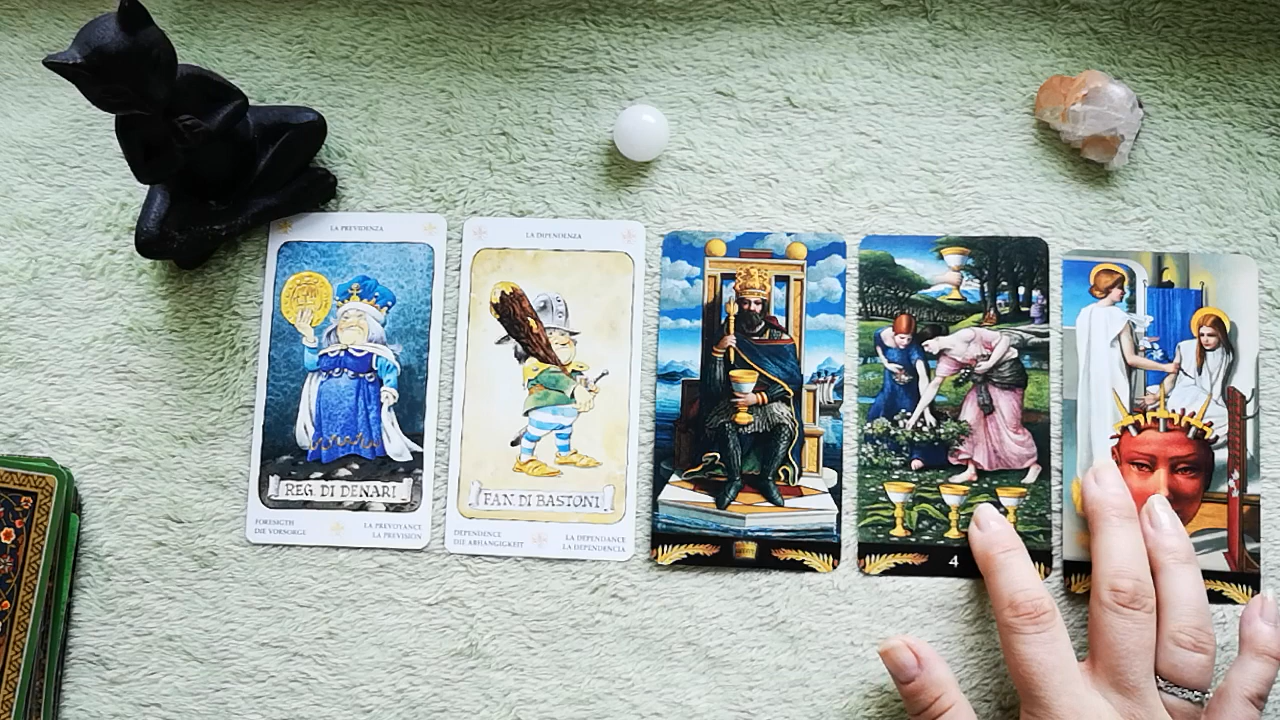 LA PREVIDENZA
REG. DI DENARI
FORESIGTH
DIE VORSORGE
LA PREVOYANCE
LA PREVISION
LA DIPENDENZA
FAN. DI BASTONI
DEPENDENCE
DIE ABHANGIGKEIT
LA DEPENDANCE
LA DEPENDENCIA
4